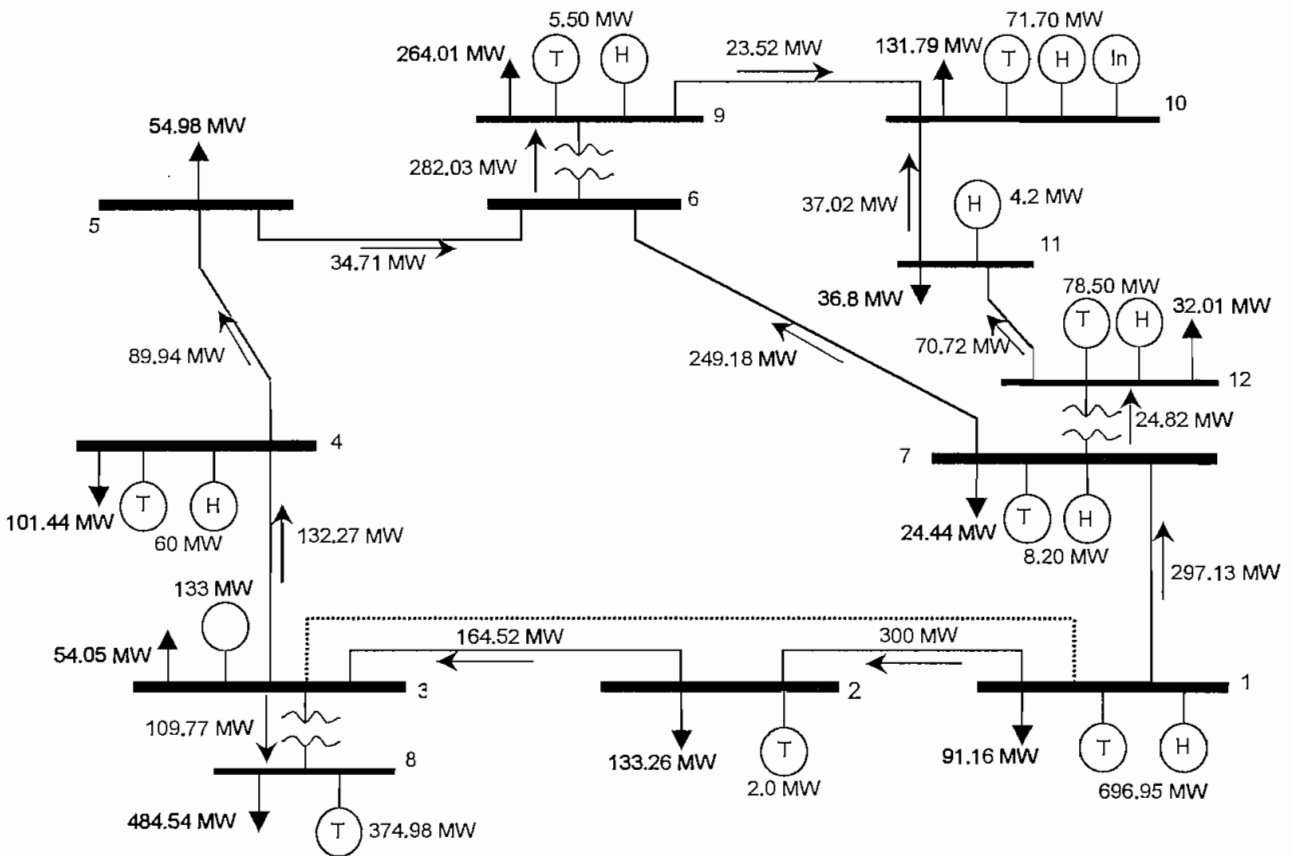 5.50 MW
71.70 MW
264.01 MW
T
H
23.52 MW
131.79 MW
T
H
In
9
10
54.98 MW
282.03 MW
6
H
4.2 MW
5
37.02 MW
34.71 MW
11
36.8 MW
78.50 MW
T
H
32.01 MW
89.94 MW
249.18 MW
70.72 MW
12
24.82 MW
4
7
T
H
101.44 MW
60 MW
132.27 MW
T
H
24.44 MW
8.20 MW
297.13 MW
133 MW
54.05 MW
164.52 MW
300 MW
3
2
1
109.77 MW
8
T
T
H
133.26 MW
2.0 MW
91.16 MW
696.95 MW
484.54 MW
T
374.98 MW